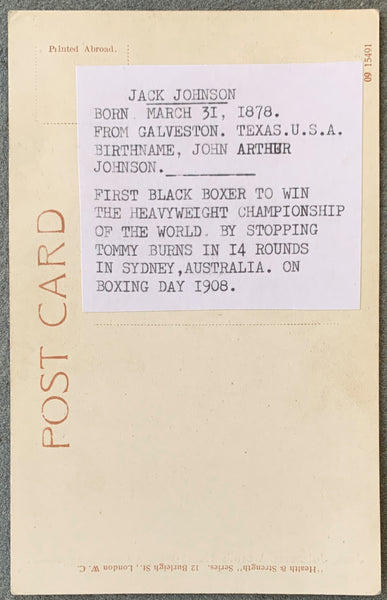 Printed Abroad.
09 15401
JACK JOHNSON
BORN MARCH 31, 1878.
FROM GALVESTON. TEXAS.U.S.A.
BIRTHNAME, JOHN ARTHUR
JOHNSON.
FIRST BLACK BOXER TO WIN
THE HEAVYWEIGHT CHAMPIONSHIP
OF THE WORLD. BY STOPPING
TOMMY BURNS IN 14 ROUNDS
IN SYDNEY,AUSTRALIA. ON
BOXING DAY 1908.
POST CARD
"Health & Strength" Series. 12 Burleigh St., London W. C.